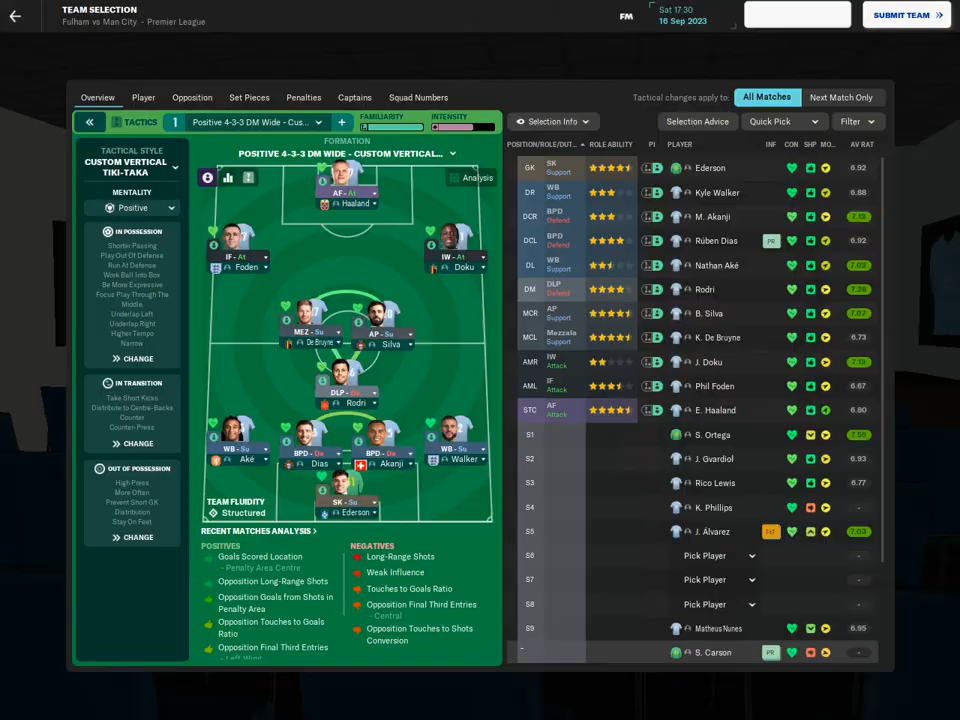 TEAM SELECTION
Fulham vs Man City - Premier League
FM
Sat 17:30
16 Sep 2023
SUBMIT TEAM
Overview Player Opposition Set Pieces Penalties Captains Squad Numbers
Tactical changes apply to: All Matches Next Match Only
TACTICS 1 Positive 4-3-3 DM Wide - Cus... FAMILIARITY INTENSITY
TACTICAL STYLE
CUSTOM VERTICAL
TIKI-TAKA
MENTALITY
Positive
IN POSSESSION
Shorter Passing
Play Out Of Defense
Run At Defense
Work Ball Into Box
Be More Expressive
Focus Play Through The
Middle
Underlap Left
Underlap Right
Higher Tempo
Narrow
CHANGE
IN TRANSITION
Take Short Kicks
Distribute to Centre-Backs
Counter
Counter-Press
CHANGE
OUT OF POSSESSION
High Press
More Often
Prevent Short GK
Distribution
Stay On Feet
CHANGE
FORMATION
POSITIVE 4-3-3 DM WIDE - CUSTOM VERTICAL...
Analysis
AF - At
Haaland
IF - At
Foden
IW - At
Doku
MEZ - Su
De Bruyne
AP - Su
Silva
DLP - De
Rodri
WB - Su
Aké
BPD - De
Dias
BPD - De
Akanji
WB - Su
Walker
SK - Su
Ederson
TEAM FLUIDITY
Structured
RECENT MATCHES ANALYSIS
POSITIVES
Goals Scored Location
- Penalty Area Centre
Opposition Long-Range Shots
Opposition Goals from Shots in
Penalty Area
Opposition Touches to Goals
Ratio
Opposition Final Third Entries
- Left Wing
NEGATIVES
Long-Range Shots
Weak Influence
Touches to Goals Ratio
Opposition Final Third Entries
- Central
Opposition Touches to Shots
Conversion
Selection Info Selection Advice Quick Pick Filter
POSITION/ROLE/DUT... ROLE ABILITY PI PLAYER INF CON SHP MO... AV RAT
GK SK Support Ederson 6.92
DR WB Support Kyle Walker 6.88
DCR BPD Defend M. Akanji 7.13
DCL BPD Defend Rúben Dias PR 6.92
DL WB Support Nathan Aké 7.02
DM DLP Defend Rodri 7.28
MCR AP Support B. Silva 7.07
MCL Mezzala Support K. De Bruyne 6.73
AMR IW Attack J. Doku 7.13
AML IF Attack Phil Foden 6.67
STC AF Attack E. Haaland 6.80
S1 S. Ortega 7.50
S2 J. Gvardiol 6.93
S3 Rico Lewis 6.77
S4 K. Phillips -
S5 J. Álvarez 7.03
S6 Pick Player -
S7 Pick Player -
S8 Pick Player -
S9 Matheus Nunes 6.95
- S. Carson PR -